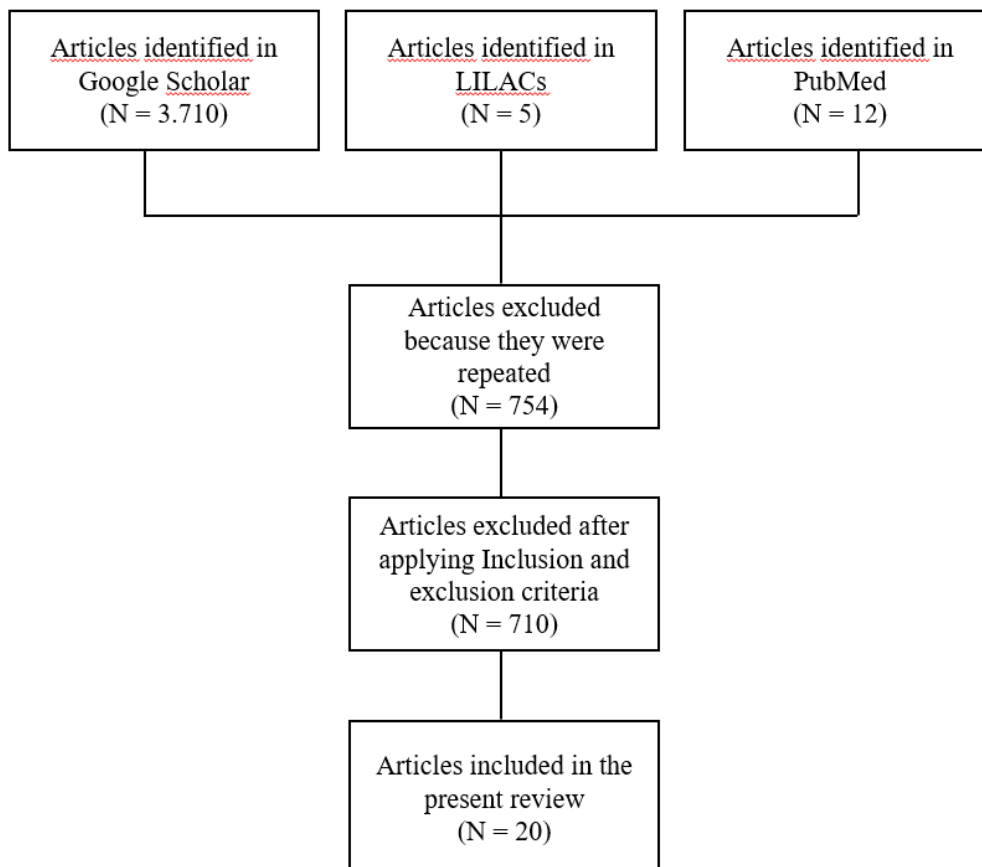 Articles identified in
Google Scholar
(N = 3.710)
Articles identified in
LILACs
(N = 5)
Articles identified in
PubMed
(N = 12)
Articles excluded
because they were
repeated
(N = 754)
Articles excluded after
applying Inclusion and
exclusion criteria
(N = 710)
Articles included in the
present review
(N = 20)